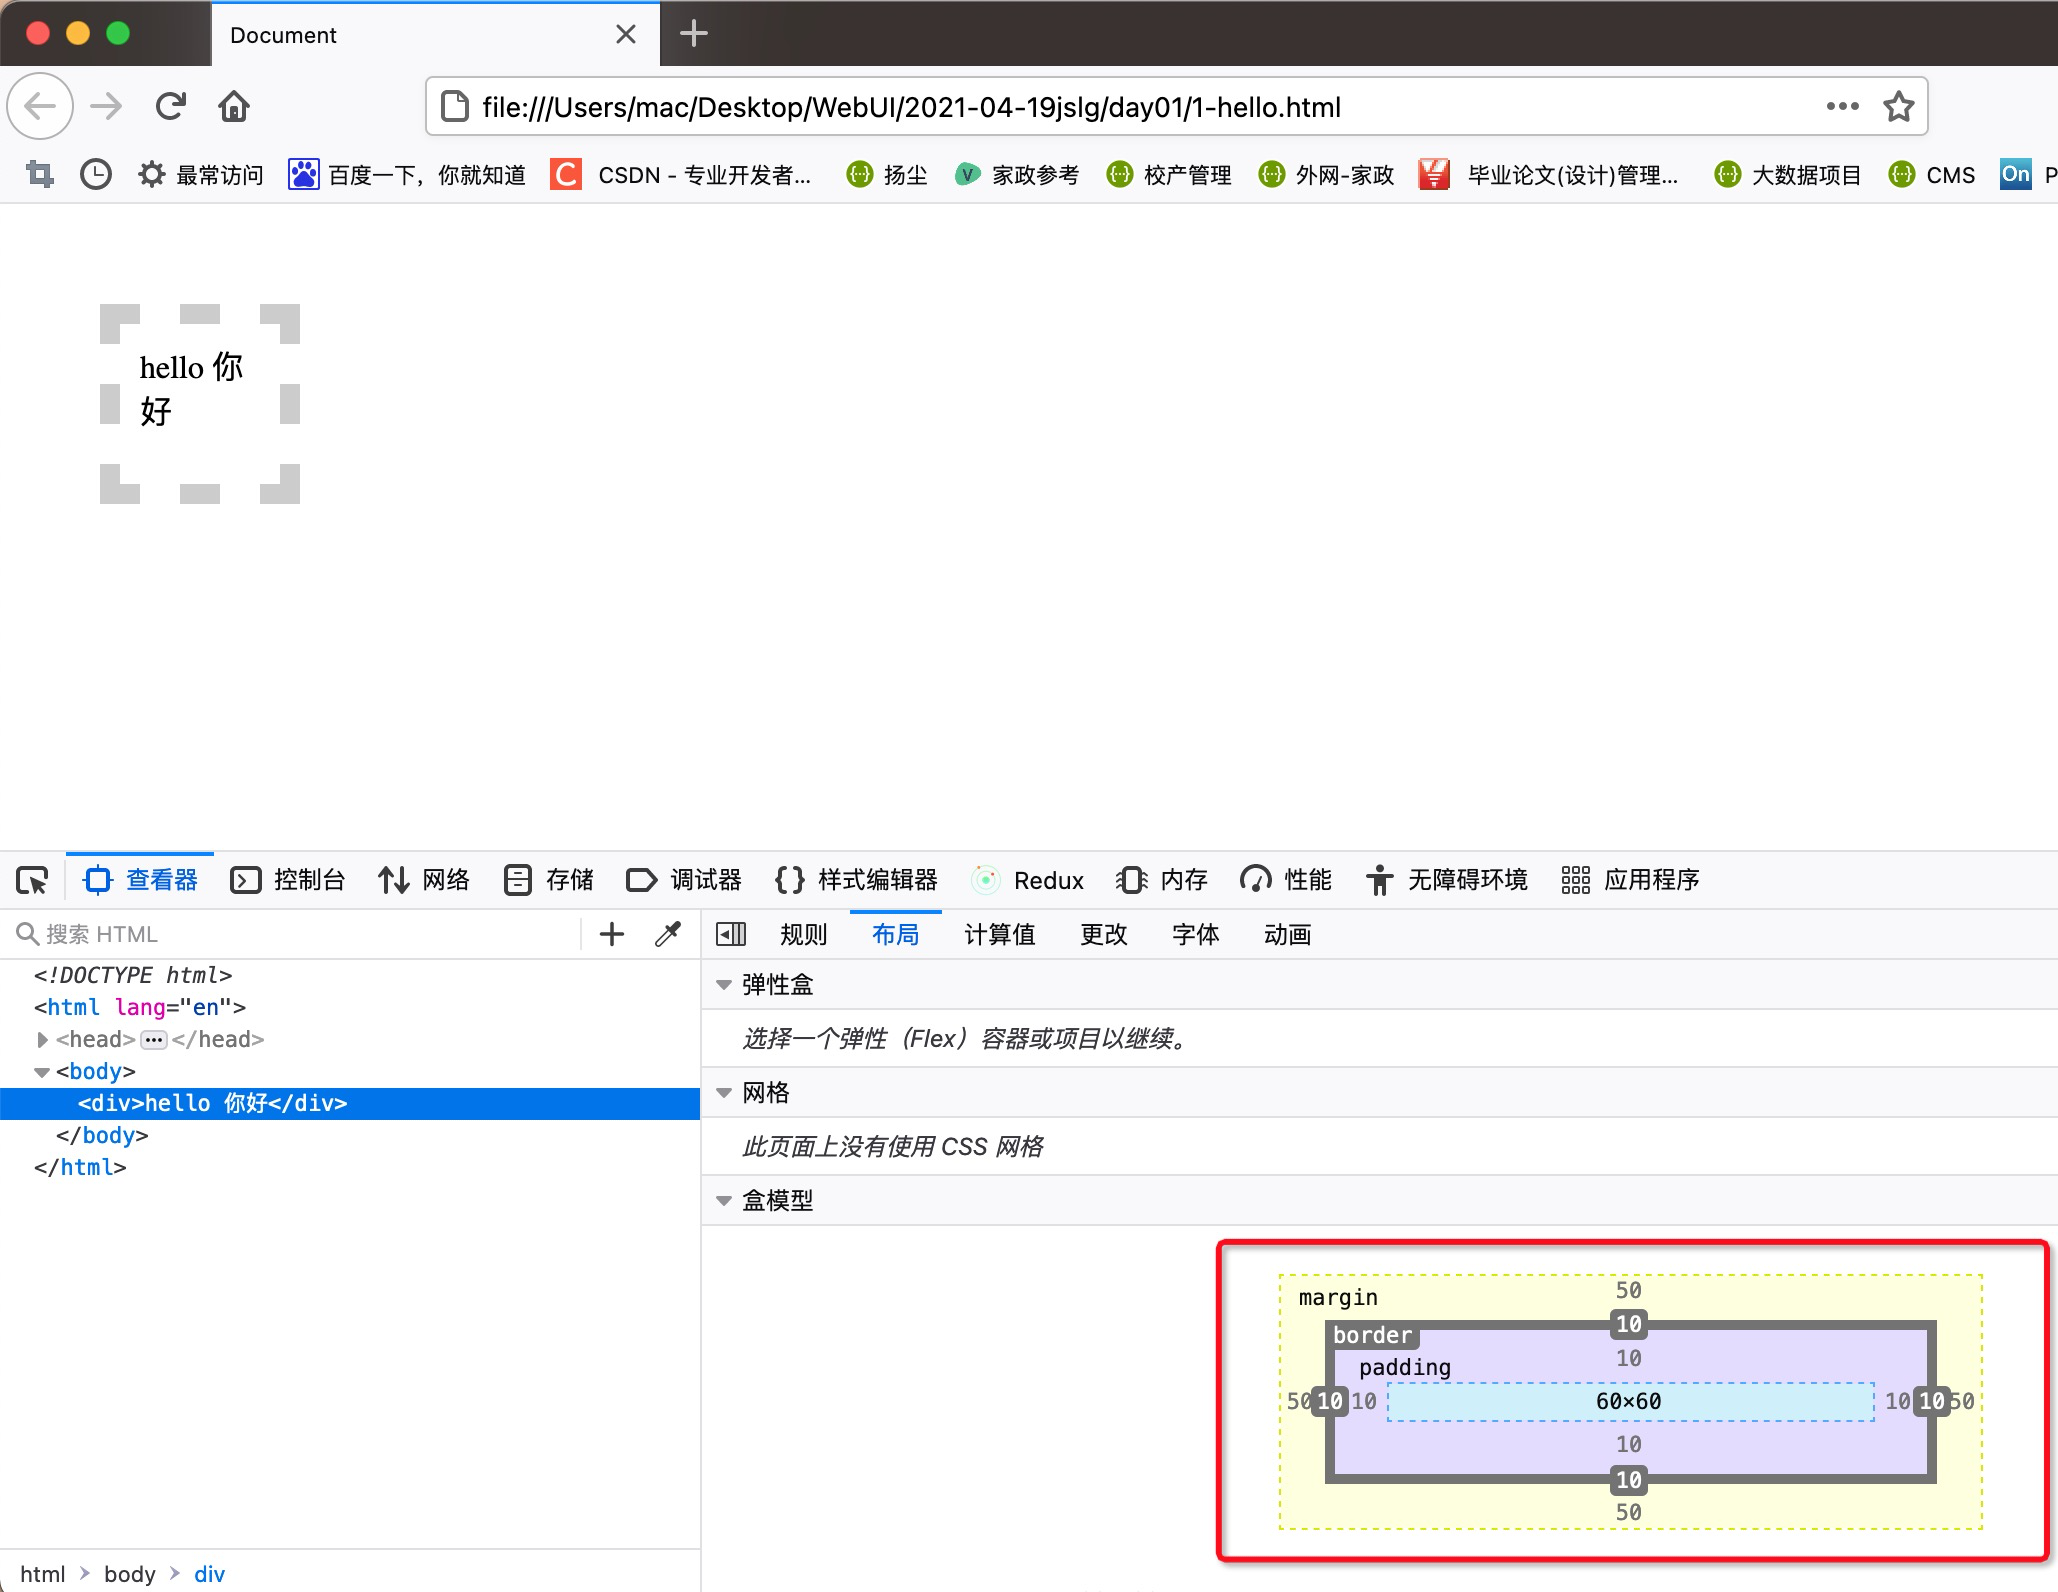 Document
file:///Users/mac/Desktop/WebUI/2021-04-19jslg/day01/1-hello.html
最常访问 百度一下，你就知道 C CSDN - 专业开发者... 扬尘 V 家政参考 校产管理 外网-家政 毕业论文(设计)管理... 大数据项目 CMS On P
hello 你
好
查看器 控制台 网络 存储 调试器 样式编辑器 Redux 内存 性能 无障碍环境 应用程序
搜索 HTML
规则 布局 计算值 更改 字体 动画
<!DOCTYPE html>
<html lang="en">
<head>···</head>
<body>
<div>hello 你好</div>
</body>
</html>
弹性盒
选择一个弹性（Flex）容器或项目以继续。
网格
此页面上没有使用 CSS 网格
盒模型
margin 50
border 10
padding 10
50 10 10 60×60 10 10 50
10
10
50
html > body > div